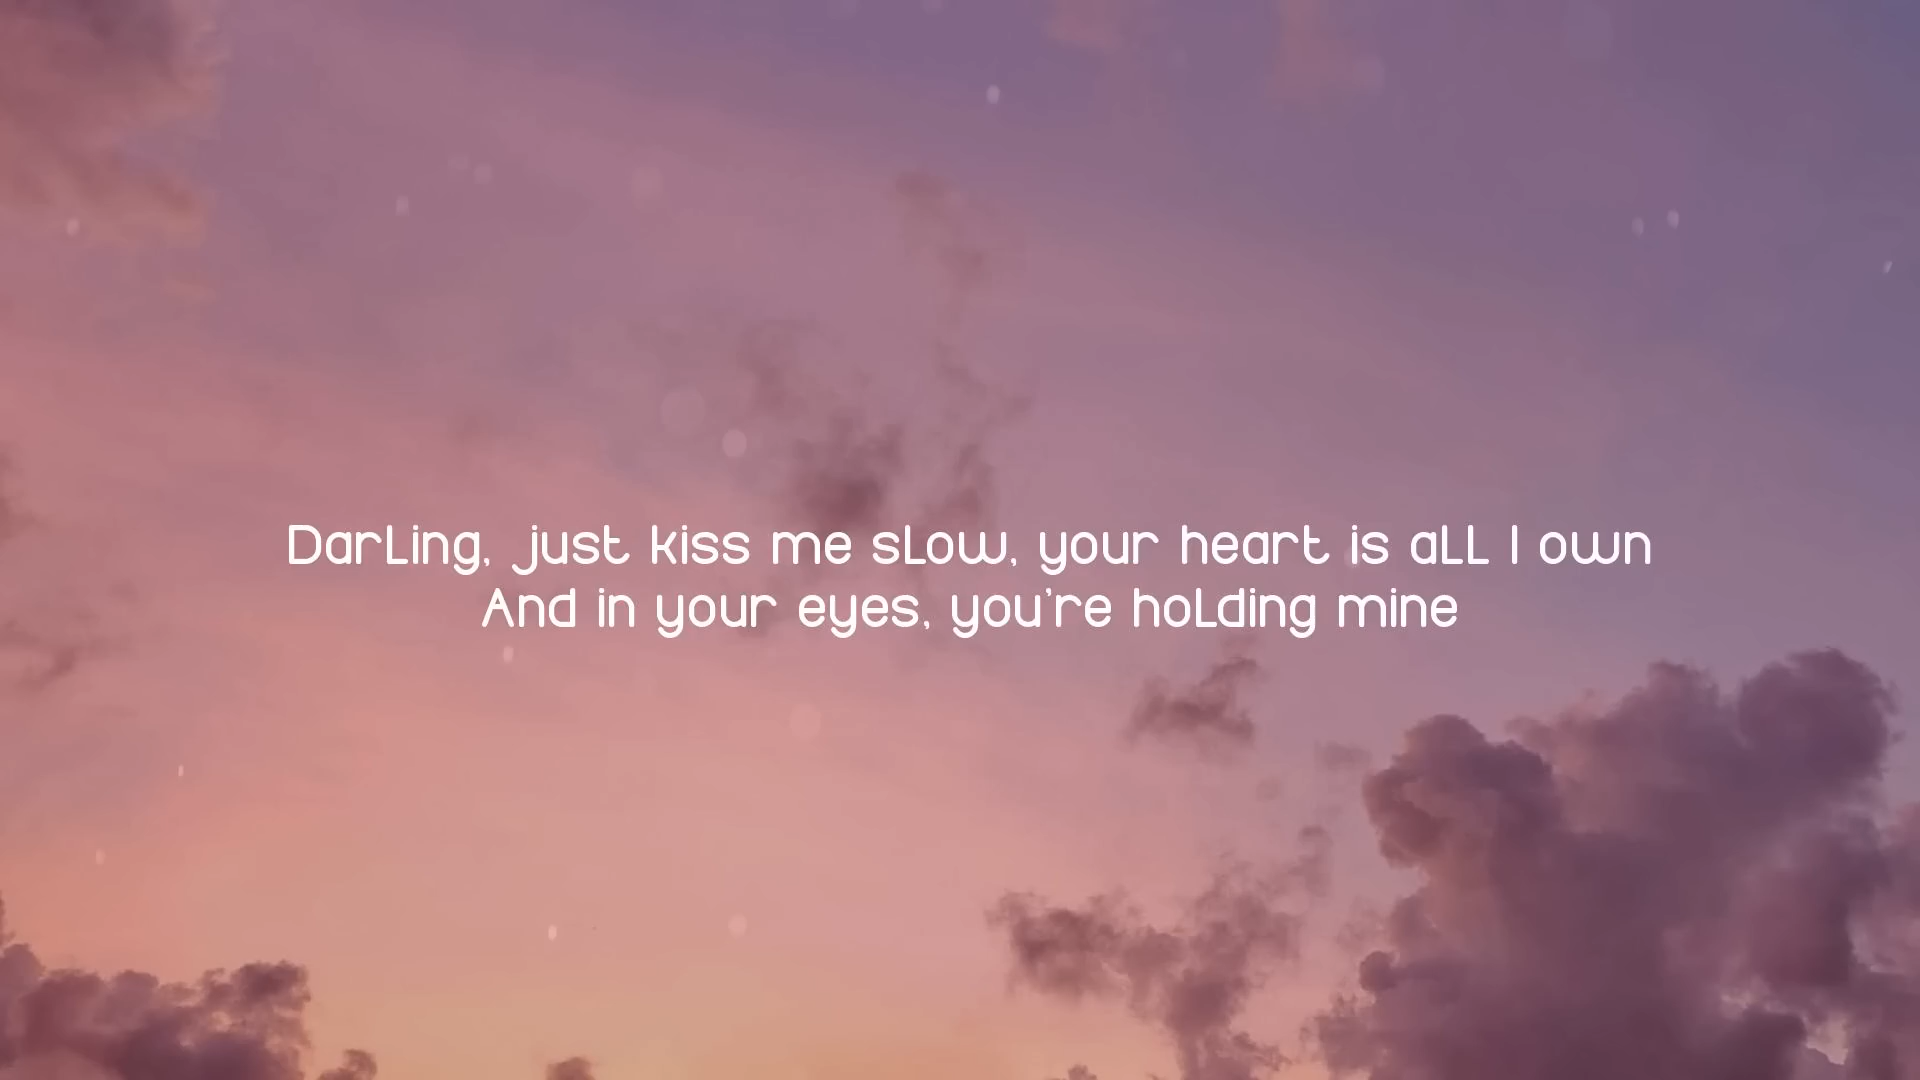 Darling, just kiss me slow, your heart is all I own
And in your eyes, you're holding mine